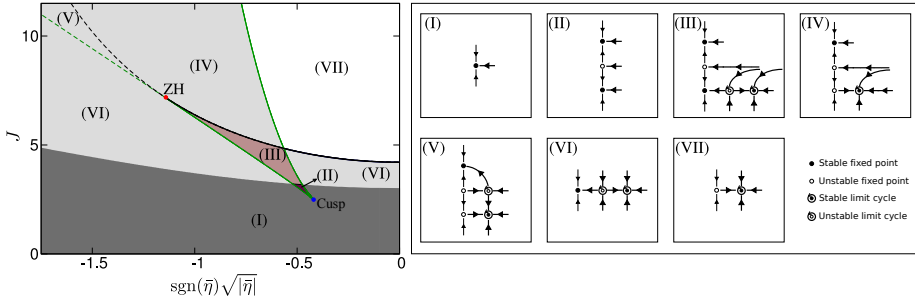 10
5
0
J
-1.5
-1
-0.5
0
sgn(η̄)√|η̄|
(V)
(IV)
(VII)
ZH
(VI)
(III)
(II)
(VI)
Cusp
(I)
(I)
(II)
(III)
(IV)
(V)
(VI)
(VII)
Stable fixed point
Unstable fixed point
Stable limit cycle
Unstable limit cycle